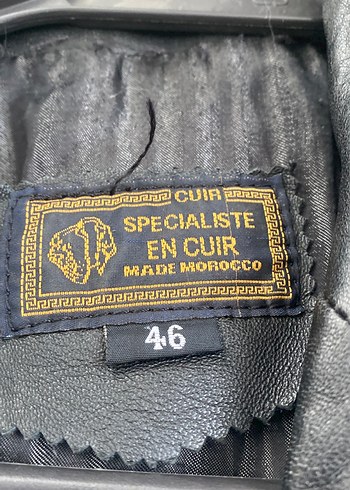 CUIR
SPECIALISTE
EN CUIR
MADE MOROCCO
46